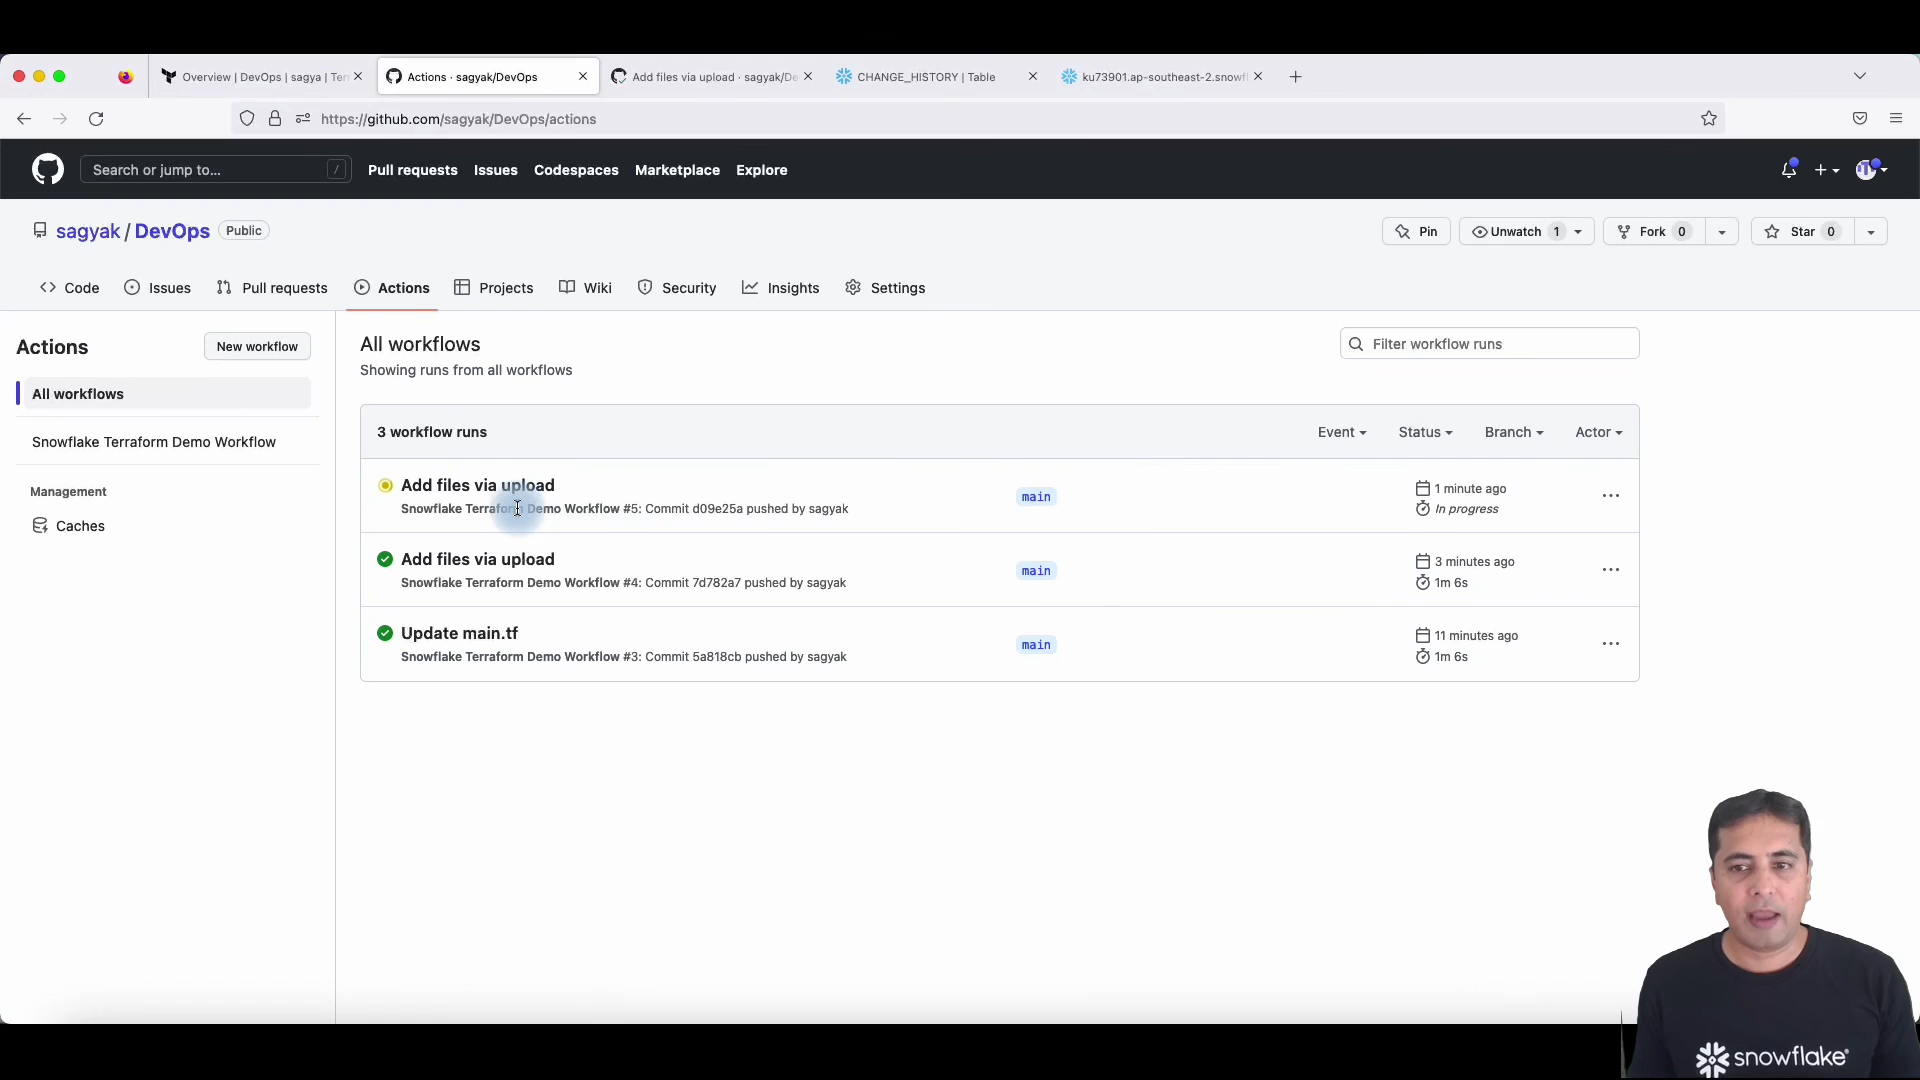 Overview | DevOps | sagya | Ter
Actions · sagyak/DevOps
Add files via upload · sagyak/De
CHANGE_HISTORY | Table
ku73901.ap-southeast-2.snowfl
https://github.com/sagyak/DevOps/actions
Search or jump to...
/
Pull requests
Issues
Codespaces
Marketplace
Explore
sagyak / DevOps
Public
Pin
Unwatch 1
Fork 0
Star 0
Code
Issues
Pull requests
Actions
Projects
Wiki
Security
Insights
Settings
Actions
New workflow
All workflows
Snowflake Terraform Demo Workflow
Management
Caches
All workflows
Showing runs from all workflows
Filter workflow runs
3 workflow runs
Event
Status
Branch
Actor
Add files via upload
Snowflake Terraform Demo Workflow #5: Commit d09e25a pushed by sagyak
main
1 minute ago
In progress
Add files via upload
Snowflake Terraform Demo Workflow #4: Commit 7d782a7 pushed by sagyak
main
3 minutes ago
1m 6s
Update main.tf
Snowflake Terraform Demo Workflow #3: Commit 5a818cb pushed by sagyak
main
11 minutes ago
1m 6s
snowflake®